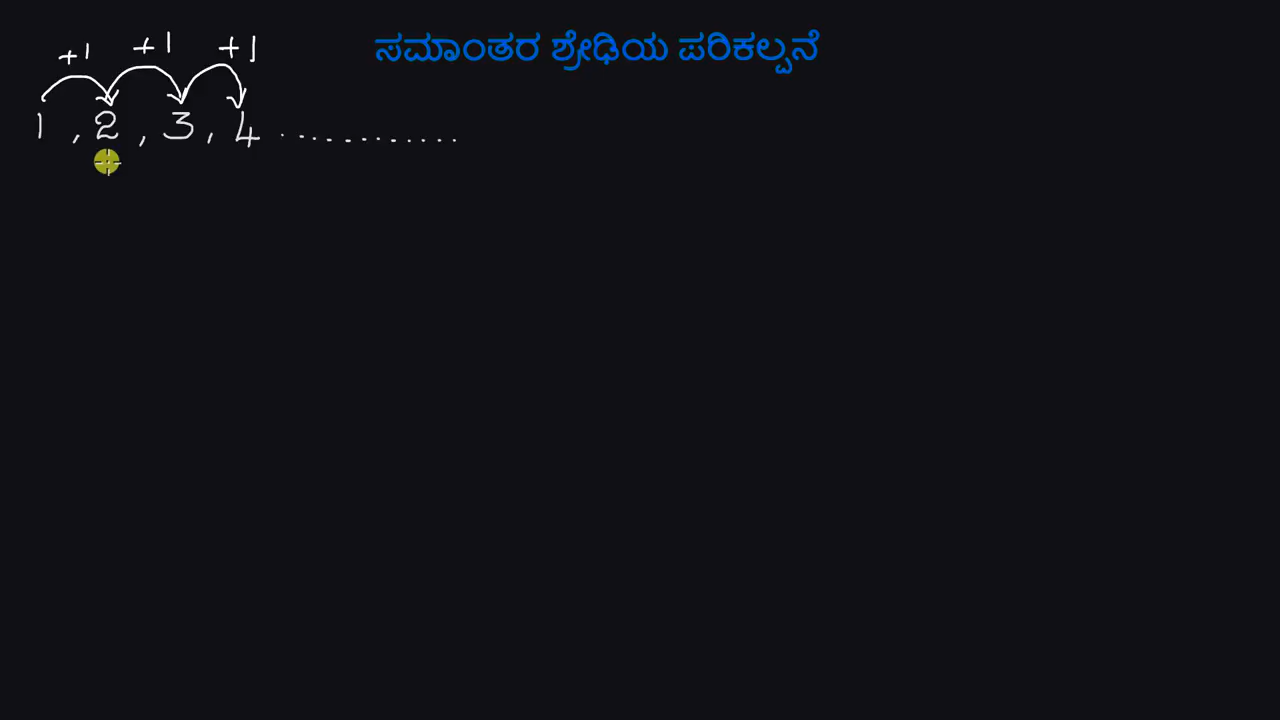 ಸಮಾಂತರ ಶ್ರೇಢಿಯ ಪರಿಕಲ್ಪನೆ
+1 +1 +1
1 , 2 , 3 , 4 ............